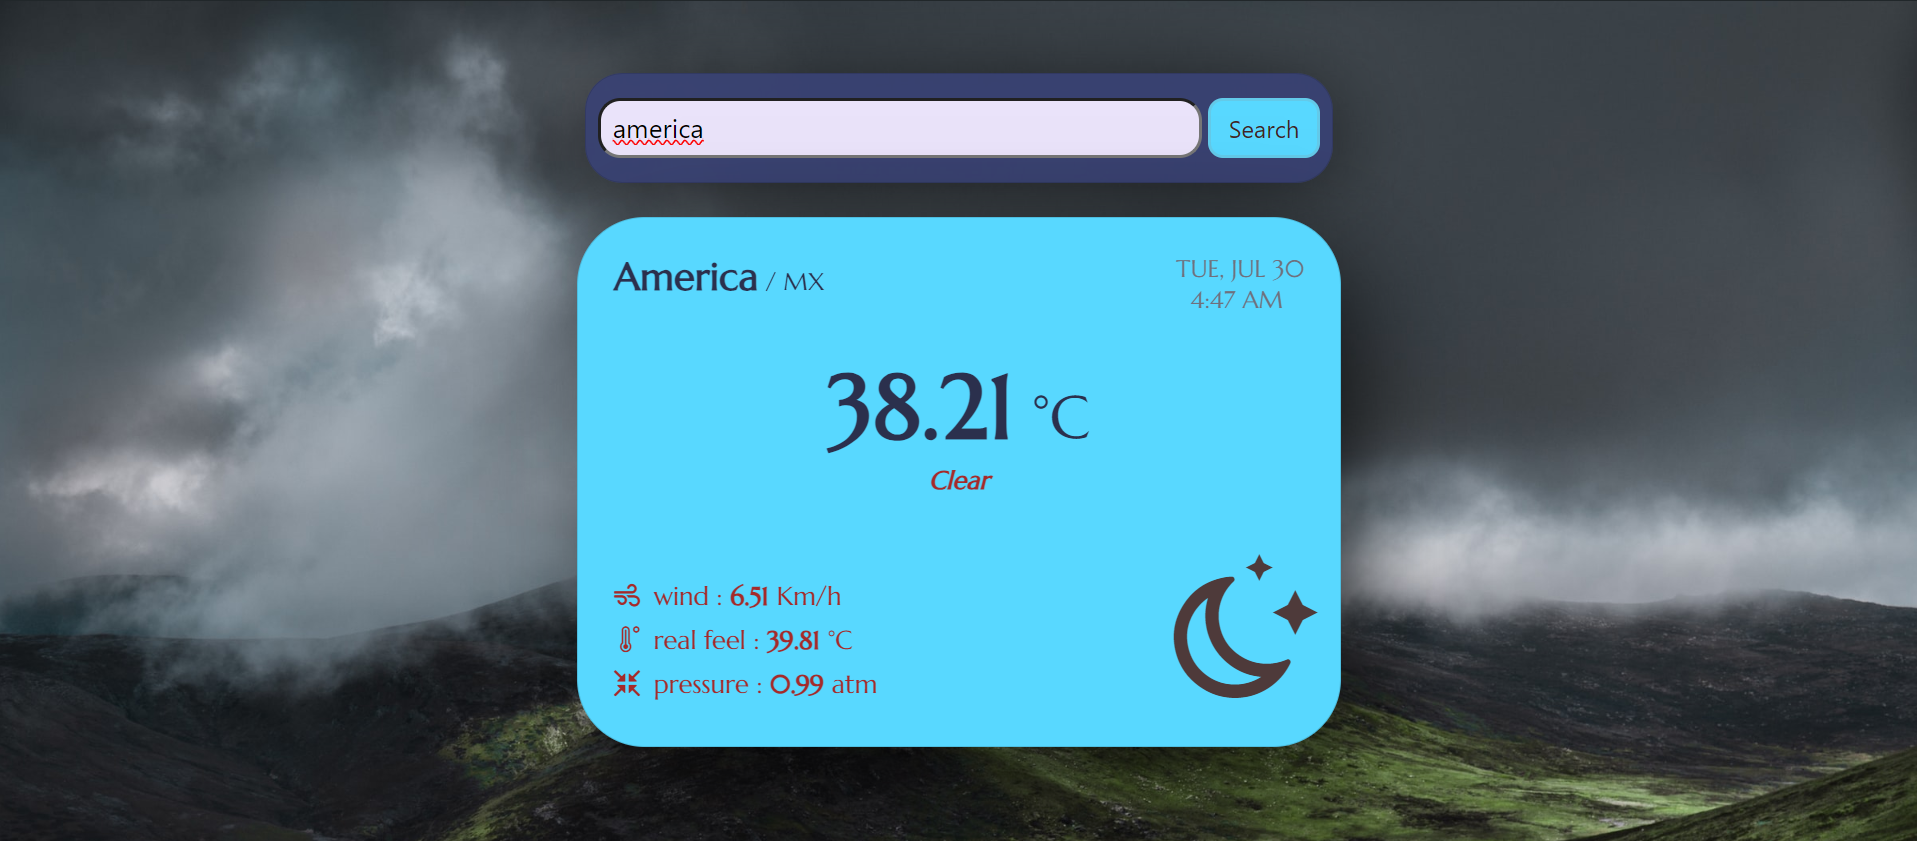 america
Search
America / MX
TUE, JUL 30
4:47 AM
38.21 °C
Clear
wind : 6.51 Km/h
real feel : 39.81 °C
pressure : 0.99 atm